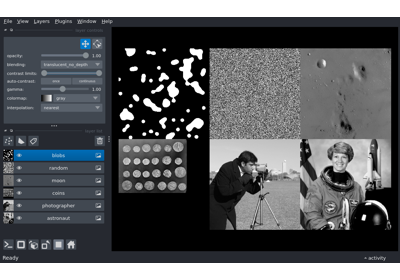 File View Layers Plugins Window Help
opacity: 1.00
blending: translucent_no_depth
contrast limits:
auto-contrast: once continuous
gamma: 1.00
colormap: gray
interpolation: nearest
blobs
random
moon
coins
photographer
astronaut
Ready activity